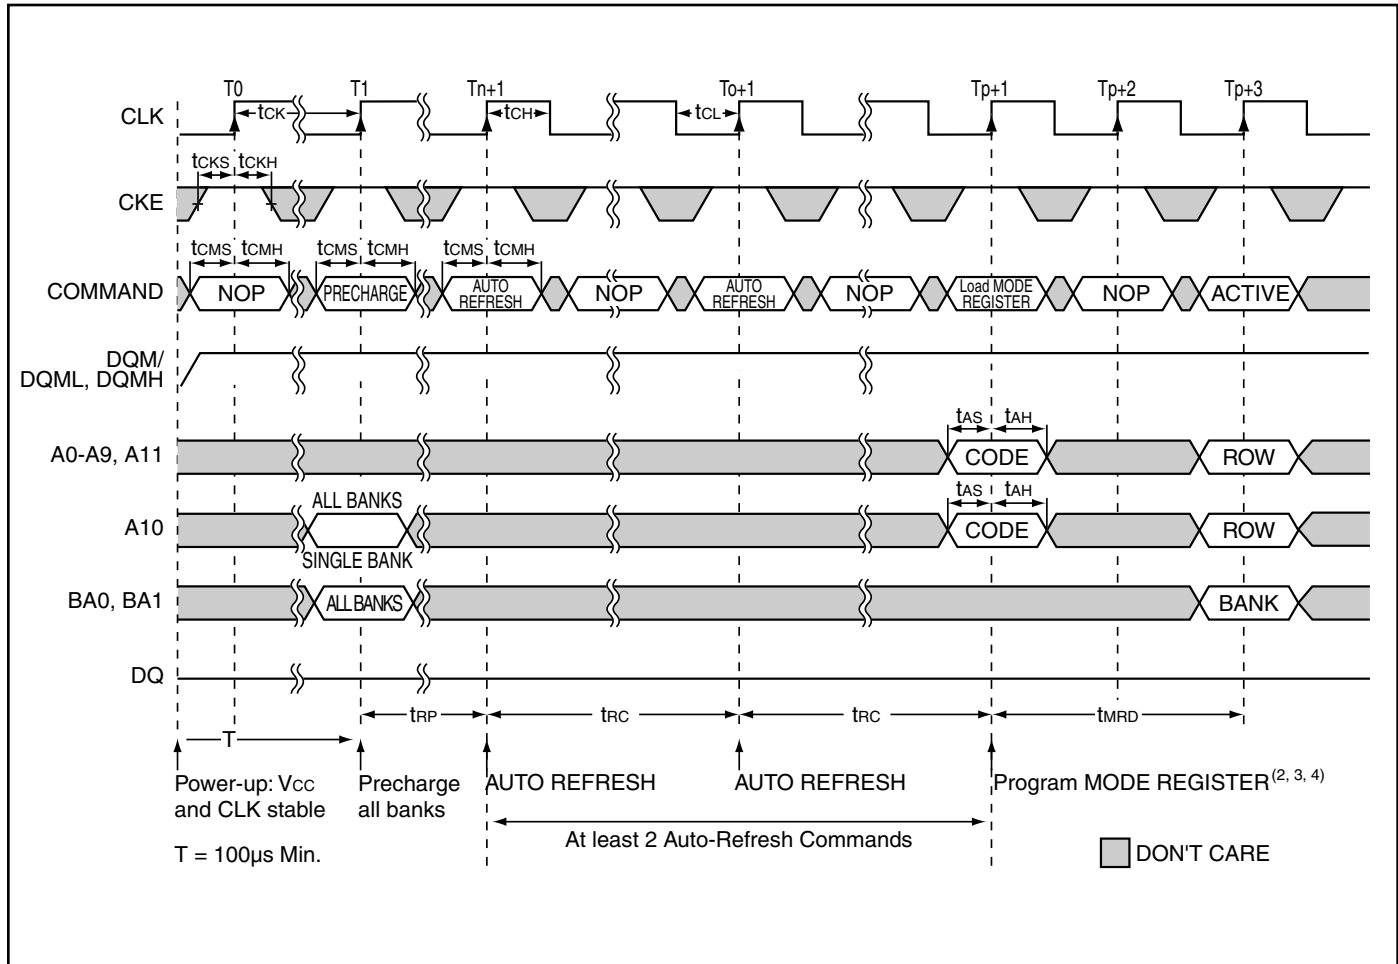 T0 T1 Tn+1 To+1 Tp+1 Tp+2 Tp+3
CLK tCK tCH tCL
tCKS tCKH
CKE
tCMS tCMH tCMS tCMH tCMS tCMH
COMMAND NOP PRECHARGE AUTO REFRESH NOP AUTO REFRESH NOP Load MODE REGISTER NOP ACTIVE
DQM/
DQML, DQMH
tAS tAH
A0-A9, A11 CODE ROW
ALL BANKS tAS tAH
A10 CODE ROW
SINGLE BANK
BA0, BA1 ALL BANKS BANK
DQ
tRP tRC tRC tMRD
T
Power-up: VCC
and CLK stable
Precharge
all banks
AUTO REFRESH
AUTO REFRESH
Program MODE REGISTER(2, 3, 4)
At least 2 Auto-Refresh Commands
T = 100µs Min.
DON'T CARE